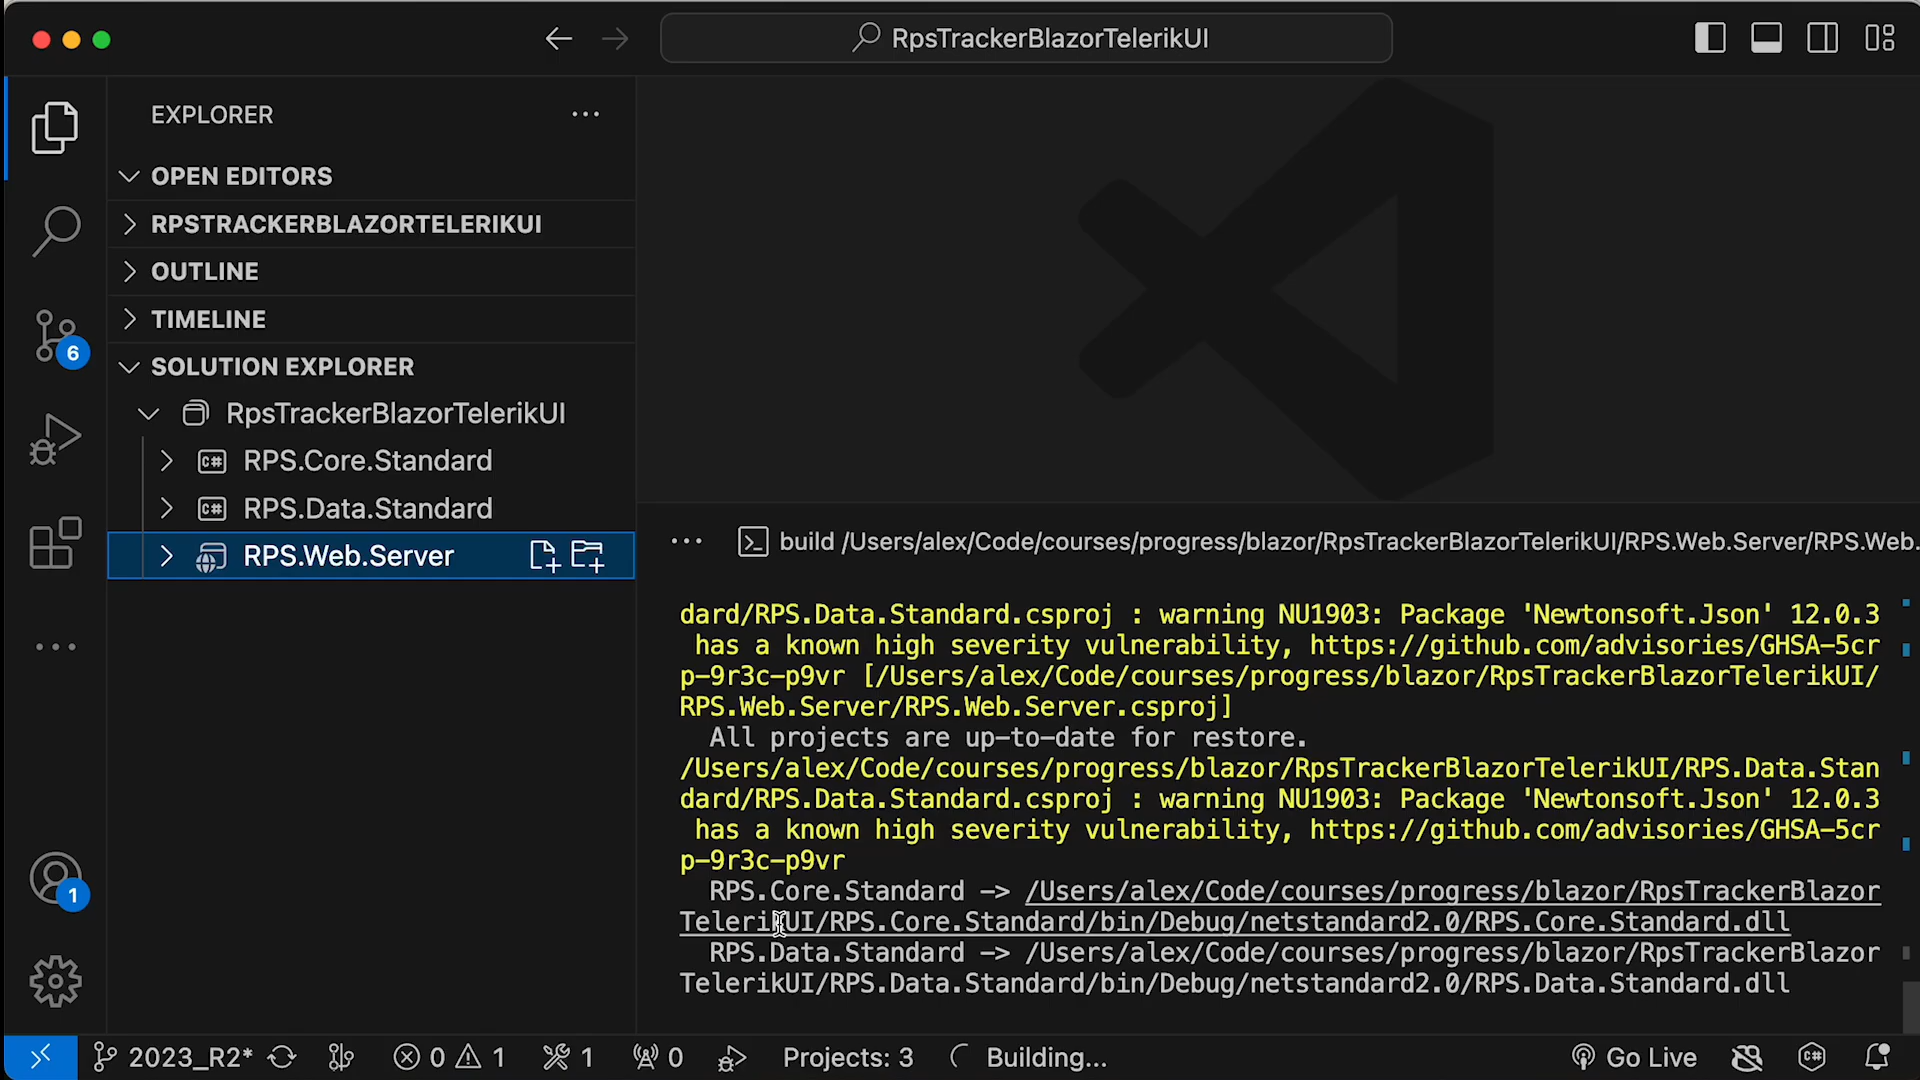 RpsTrackerBlazorTelerikUI
EXPLORER
OPEN EDITORS
RPSTRACKERBLAZORTELERIKUI
OUTLINE
TIMELINE
SOLUTION EXPLORER
RpsTrackerBlazorTelerikUI
RPS.Core.Standard
RPS.Data.Standard
RPS.Web.Server
6
1
build /Users/alex/Code/courses/progress/blazor/RpsTrackerBlazorTelerikUI/RPS.Web.Server/RPS.Web.
dard/RPS.Data.Standard.csproj : warning NU1903: Package 'Newtonsoft.Json' 12.0.3
has a known high severity vulnerability, https://github.com/advisories/GHSA-5cr
p-9r3c-p9vr [/Users/alex/Code/courses/progress/blazor/RpsTrackerBlazorTelerikUI/
RPS.Web.Server/RPS.Web.Server.csproj]
All projects are up-to-date for restore.
/Users/alex/Code/courses/progress/blazor/RpsTrackerBlazorTelerikUI/RPS.Data.Stan
dard/RPS.Data.Standard.csproj : warning NU1903: Package 'Newtonsoft.Json' 12.0.3
has a known high severity vulnerability, https://github.com/advisories/GHSA-5cr
p-9r3c-p9vr
RPS.Core.Standard -> /Users/alex/Code/courses/progress/blazor/RpsTrackerBlazor
TelerikUI/RPS.Core.Standard/bin/Debug/netstandard2.0/RPS.Core.Standard.dll
RPS.Data.Standard -> /Users/alex/Code/courses/progress/blazor/RpsTrackerBlazor
TelerikUI/RPS.Data.Standard/bin/Debug/netstandard2.0/RPS.Data.Standard.dll
2023_R2* 0 1 1 0 Projects: 3 Building... Go Live